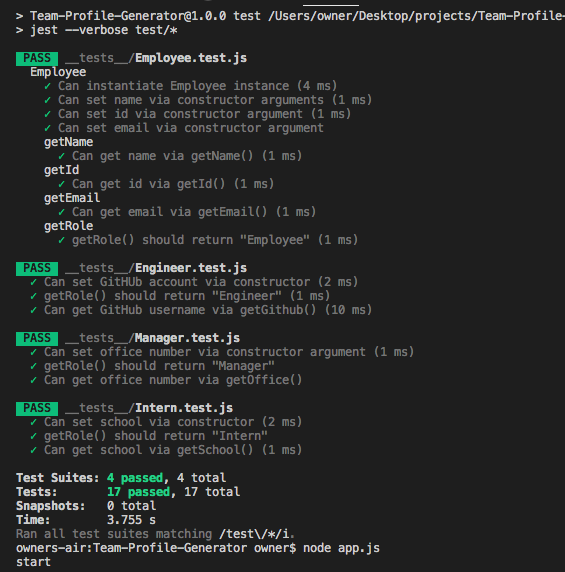 > Team-Profile-Generator@1.0.0 test /Users/owner/Desktop/projects/Team-Profile-
> jest --verbose test/*
PASS __tests__/Employee.test.js
Employee
✓ Can instantiate Employee instance (4 ms)
✓ Can set name via constructor arguments (1 ms)
✓ Can set id via constructor argument (1 ms)
✓ Can set email via constructor argument
getName
✓ Can get name via getName() (1 ms)
getId
✓ Can get id via getId() (1 ms)
getEmail
✓ Can get email via getEmail() (1 ms)
getRole
✓ getRole() should return "Employee" (1 ms)
PASS __tests__/Engineer.test.js
✓ Can set GitHUb account via constructor (2 ms)
✓ getRole() should return "Engineer" (1 ms)
✓ Can get GitHub username via getGithub() (10 ms)
PASS __tests__/Manager.test.js
✓ Can set office number via constructor argument (1 ms)
✓ getRole() should return "Manager"
✓ Can get office number via getOffice()
PASS __tests__/Intern.test.js
✓ Can set school via constructor (2 ms)
✓ getRole() should return "Intern"
✓ Can get school via getSchool() (1 ms)
Test Suites: 4 passed, 4 total
Tests: 17 passed, 17 total
Snapshots: 0 total
Time: 3.755 s
Ran all test suites matching /test\/*/i.
owners-air:Team-Profile-Generator owner$ node app.js
start